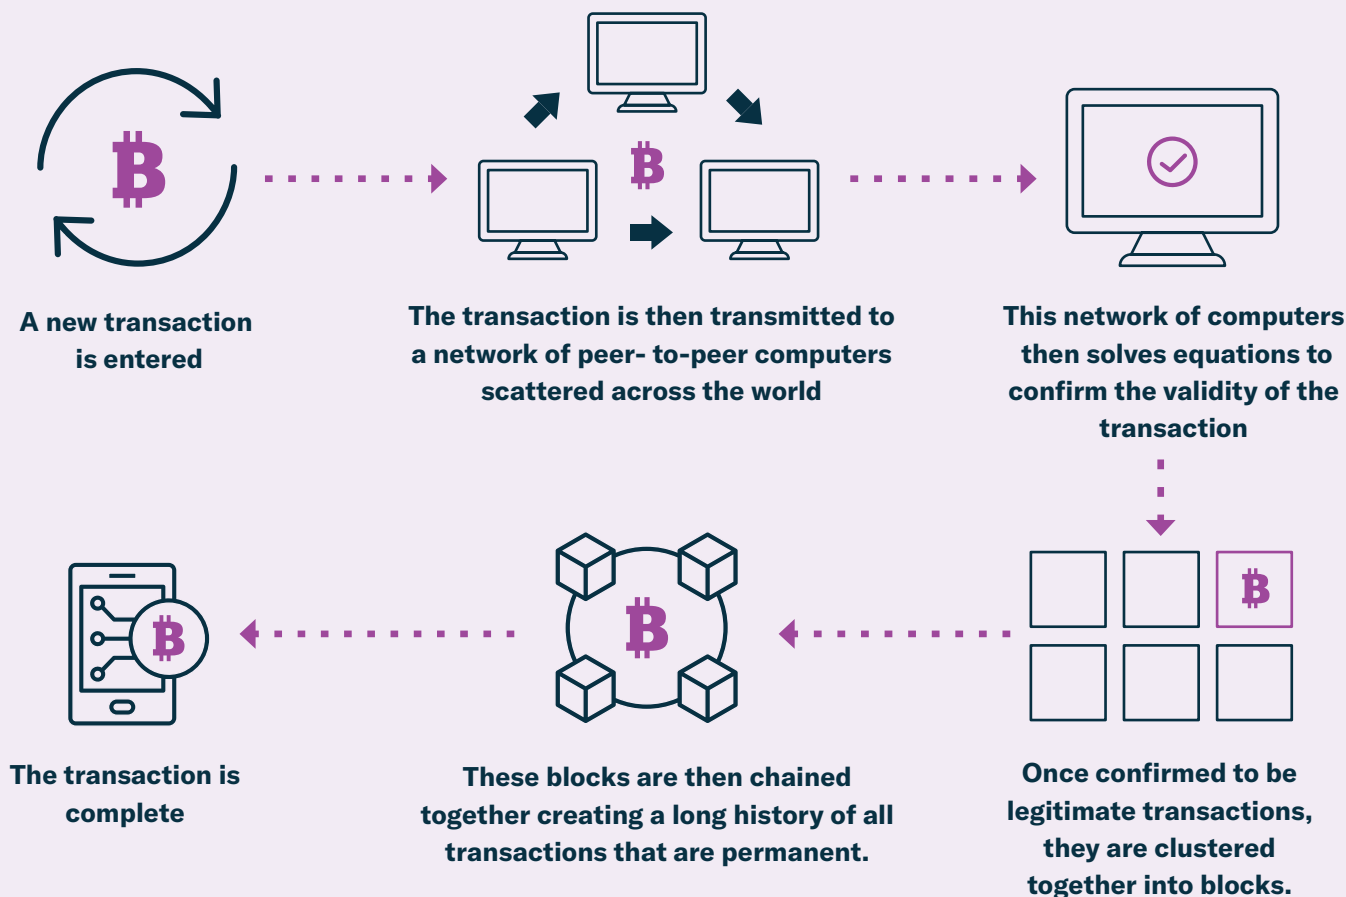 A new transaction
is entered
The transaction is then transmitted to
a network of peer- to-peer computers
scattered across the world
This network of computers
then solves equations to
confirm the validity of the
transaction
Once confirmed to be
legitimate transactions,
they are clustered
together into blocks.
These blocks are then chained
together creating a long history of all
transactions that are permanent.
The transaction is
complete